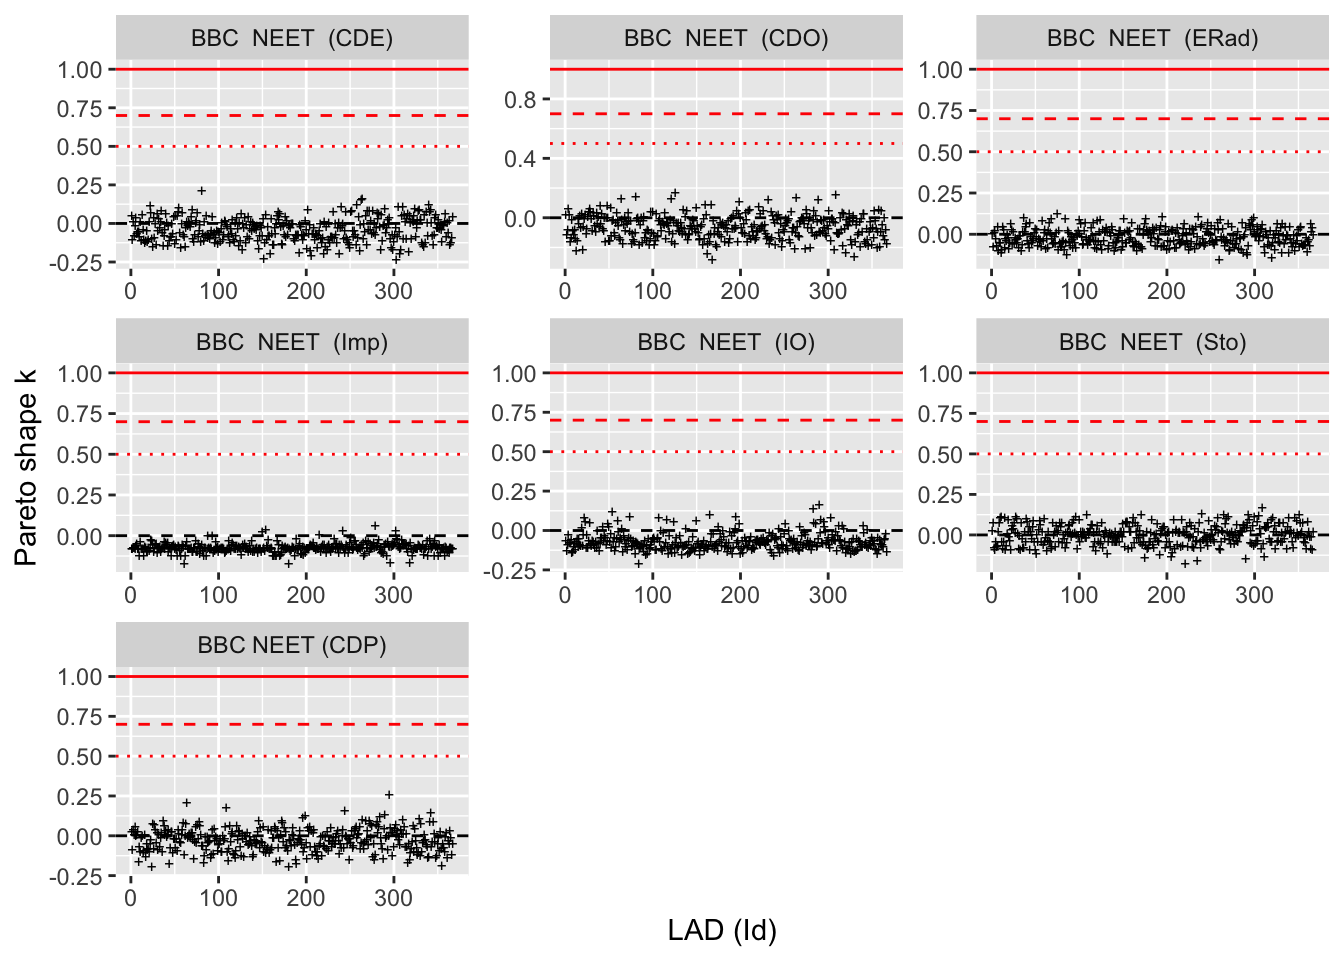 BBC  NEET  (CDE)
BBC  NEET  (CDO)
BBC  NEET  (ERad)
1.00
0.75
0.50
0.25
0.00
-0.25
0.8
0.4
0.0
1.00
0.75
0.50
0.25
0.00
0 100 200 300
0 100 200 300
0 100 200 300
BBC  NEET  (Imp)
BBC  NEET  (IO)
BBC  NEET  (Sto)
1.00
0.75
0.50
0.25
0.00
1.00
0.75
0.50
0.25
0.00
-0.25
1.00
0.75
0.50
0.25
0.00
0 100 200 300
0 100 200 300
0 100 200 300
BBC NEET (CDP)
1.00
0.75
0.50
0.25
0.00
-0.25
0 100 200 300
Pareto shape k
LAD (Id)